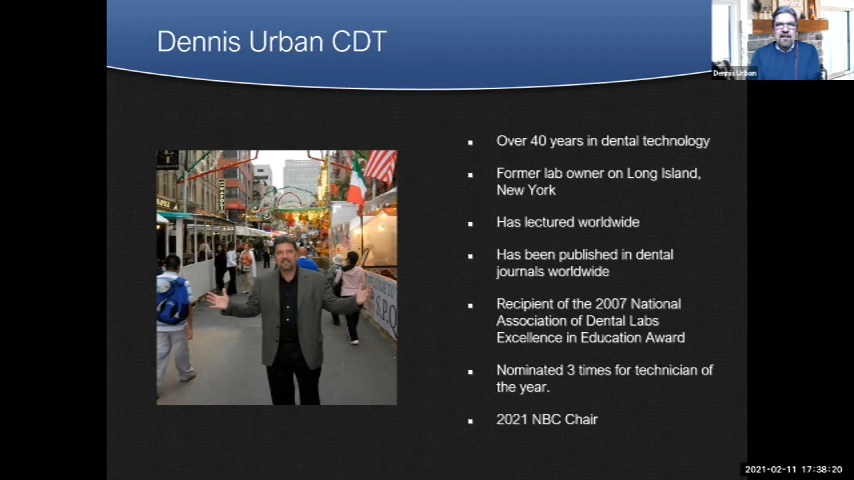 Dennis Urban CDT
Dennis Urban
Over 40 years in dental technology
Former lab owner on Long Island,
New York
Has lectured worldwide
Has been published in dental
journals worldwide
Recipient of the 2007 National
Association of Dental Labs
Excellence in Education Award
Nominated 3 times for technician of
the year.
2021 NBC Chair
S.P.Q
2021-02-11 17:38:20